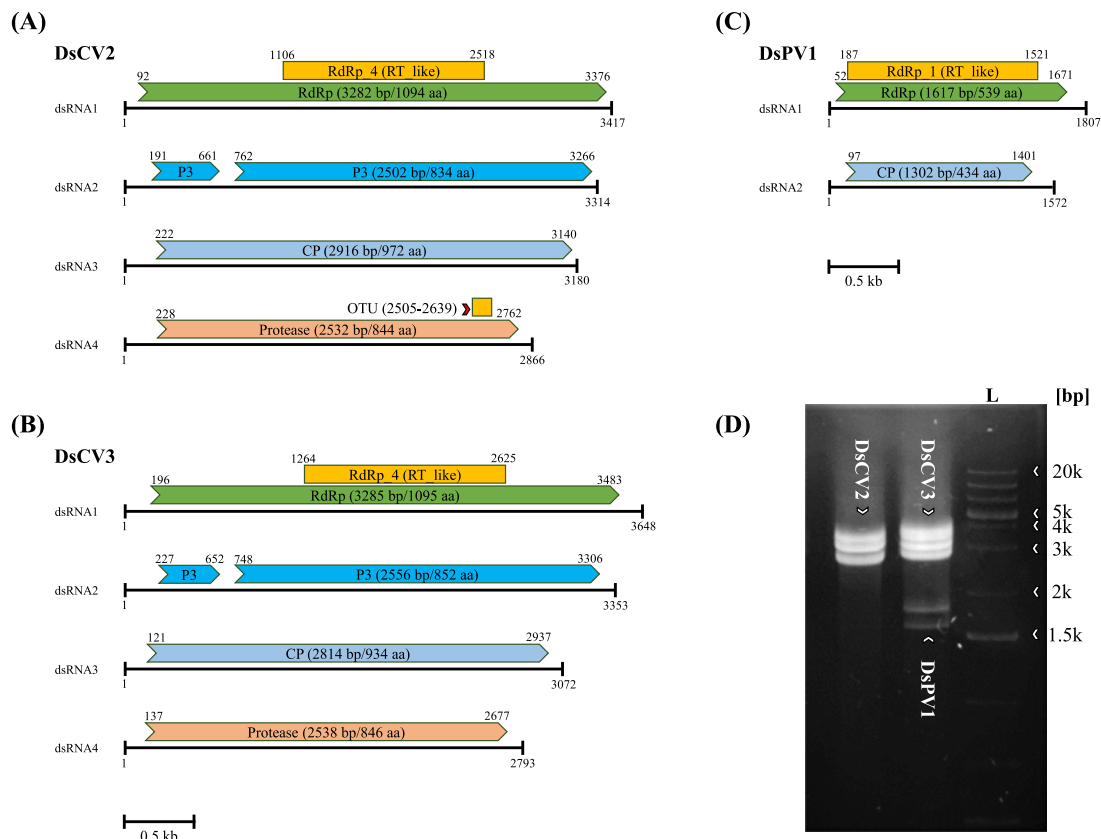 (A)
DsCV2
1106 2518
RdRp_4 (RT_like)
92 3376
RdRp (3282 bp/1094 aa)
dsRNA1
1 3417
191 661 762 3266
P3 P3 (2502 bp/834 aa)
dsRNA2
1 3314
222 3140
CP (2916 bp/972 aa)
dsRNA3
1 3180
OTU (2505-2639)
228 2762
Protease (2532 bp/844 aa)
dsRNA4
1 2866
(B)
DsCV3
1264 2625
RdRp_4 (RT_like)
196 3483
RdRp (3285 bp/1095 aa)
dsRNA1
1 3648
227 652 748 3306
P3 P3 (2556 bp/852 aa)
dsRNA2
1 3353
121 2937
CP (2814 bp/934 aa)
dsRNA3
1 3072
137 2677
Protease (2538 bp/846 aa)
dsRNA4
1 2793
0.5 kb
(C)
DsPV1
187 1521
RdRp_1 (RT_like)
52 1671
RdRp (1617 bp/539 aa)
dsRNA1
1 1807
97 1401
CP (1302 bp/434 aa)
dsRNA2
1 1572
0.5 kb
(D)
L [bp]
DsCV2
DsCV3
DsPV1
20k
5k
4k
3k
2k
1.5k